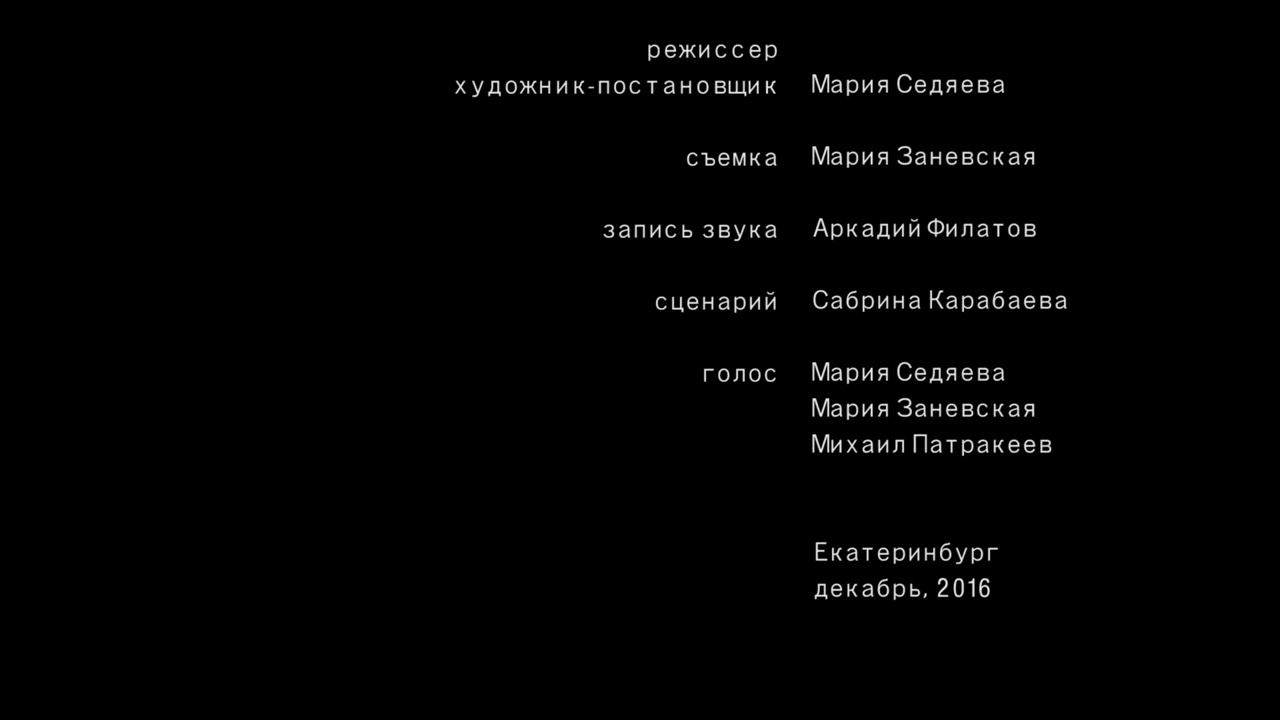 режиссер
художник-постановщик Мария Седяева
съемка Мария Заневская
запись звука Аркадий Филатов
сценарий Сабрина Карабаева
голос Мария Седяева
Мария Заневская
Михаил Патракеев
Екатеринбург
декабрь, 2016